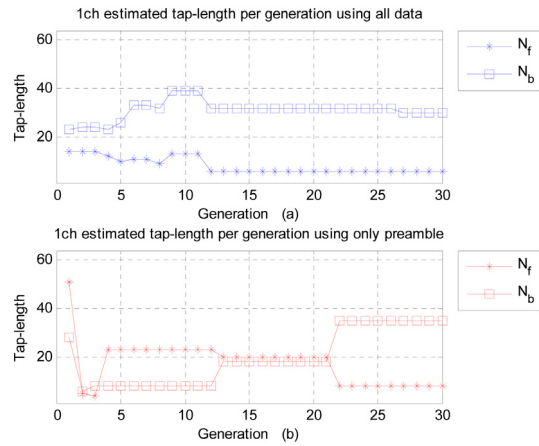 1ch estimated tap-length per generation using all data
60
40
20
Tap-length
0 5 10 15 20 25 30
Generation (a)
N_f
N_b
1ch estimated tap-length per generation using only preamble
60
40
20
Tap-length
0 5 10 15 20 25 30
Generation (b)
N_f
N_b